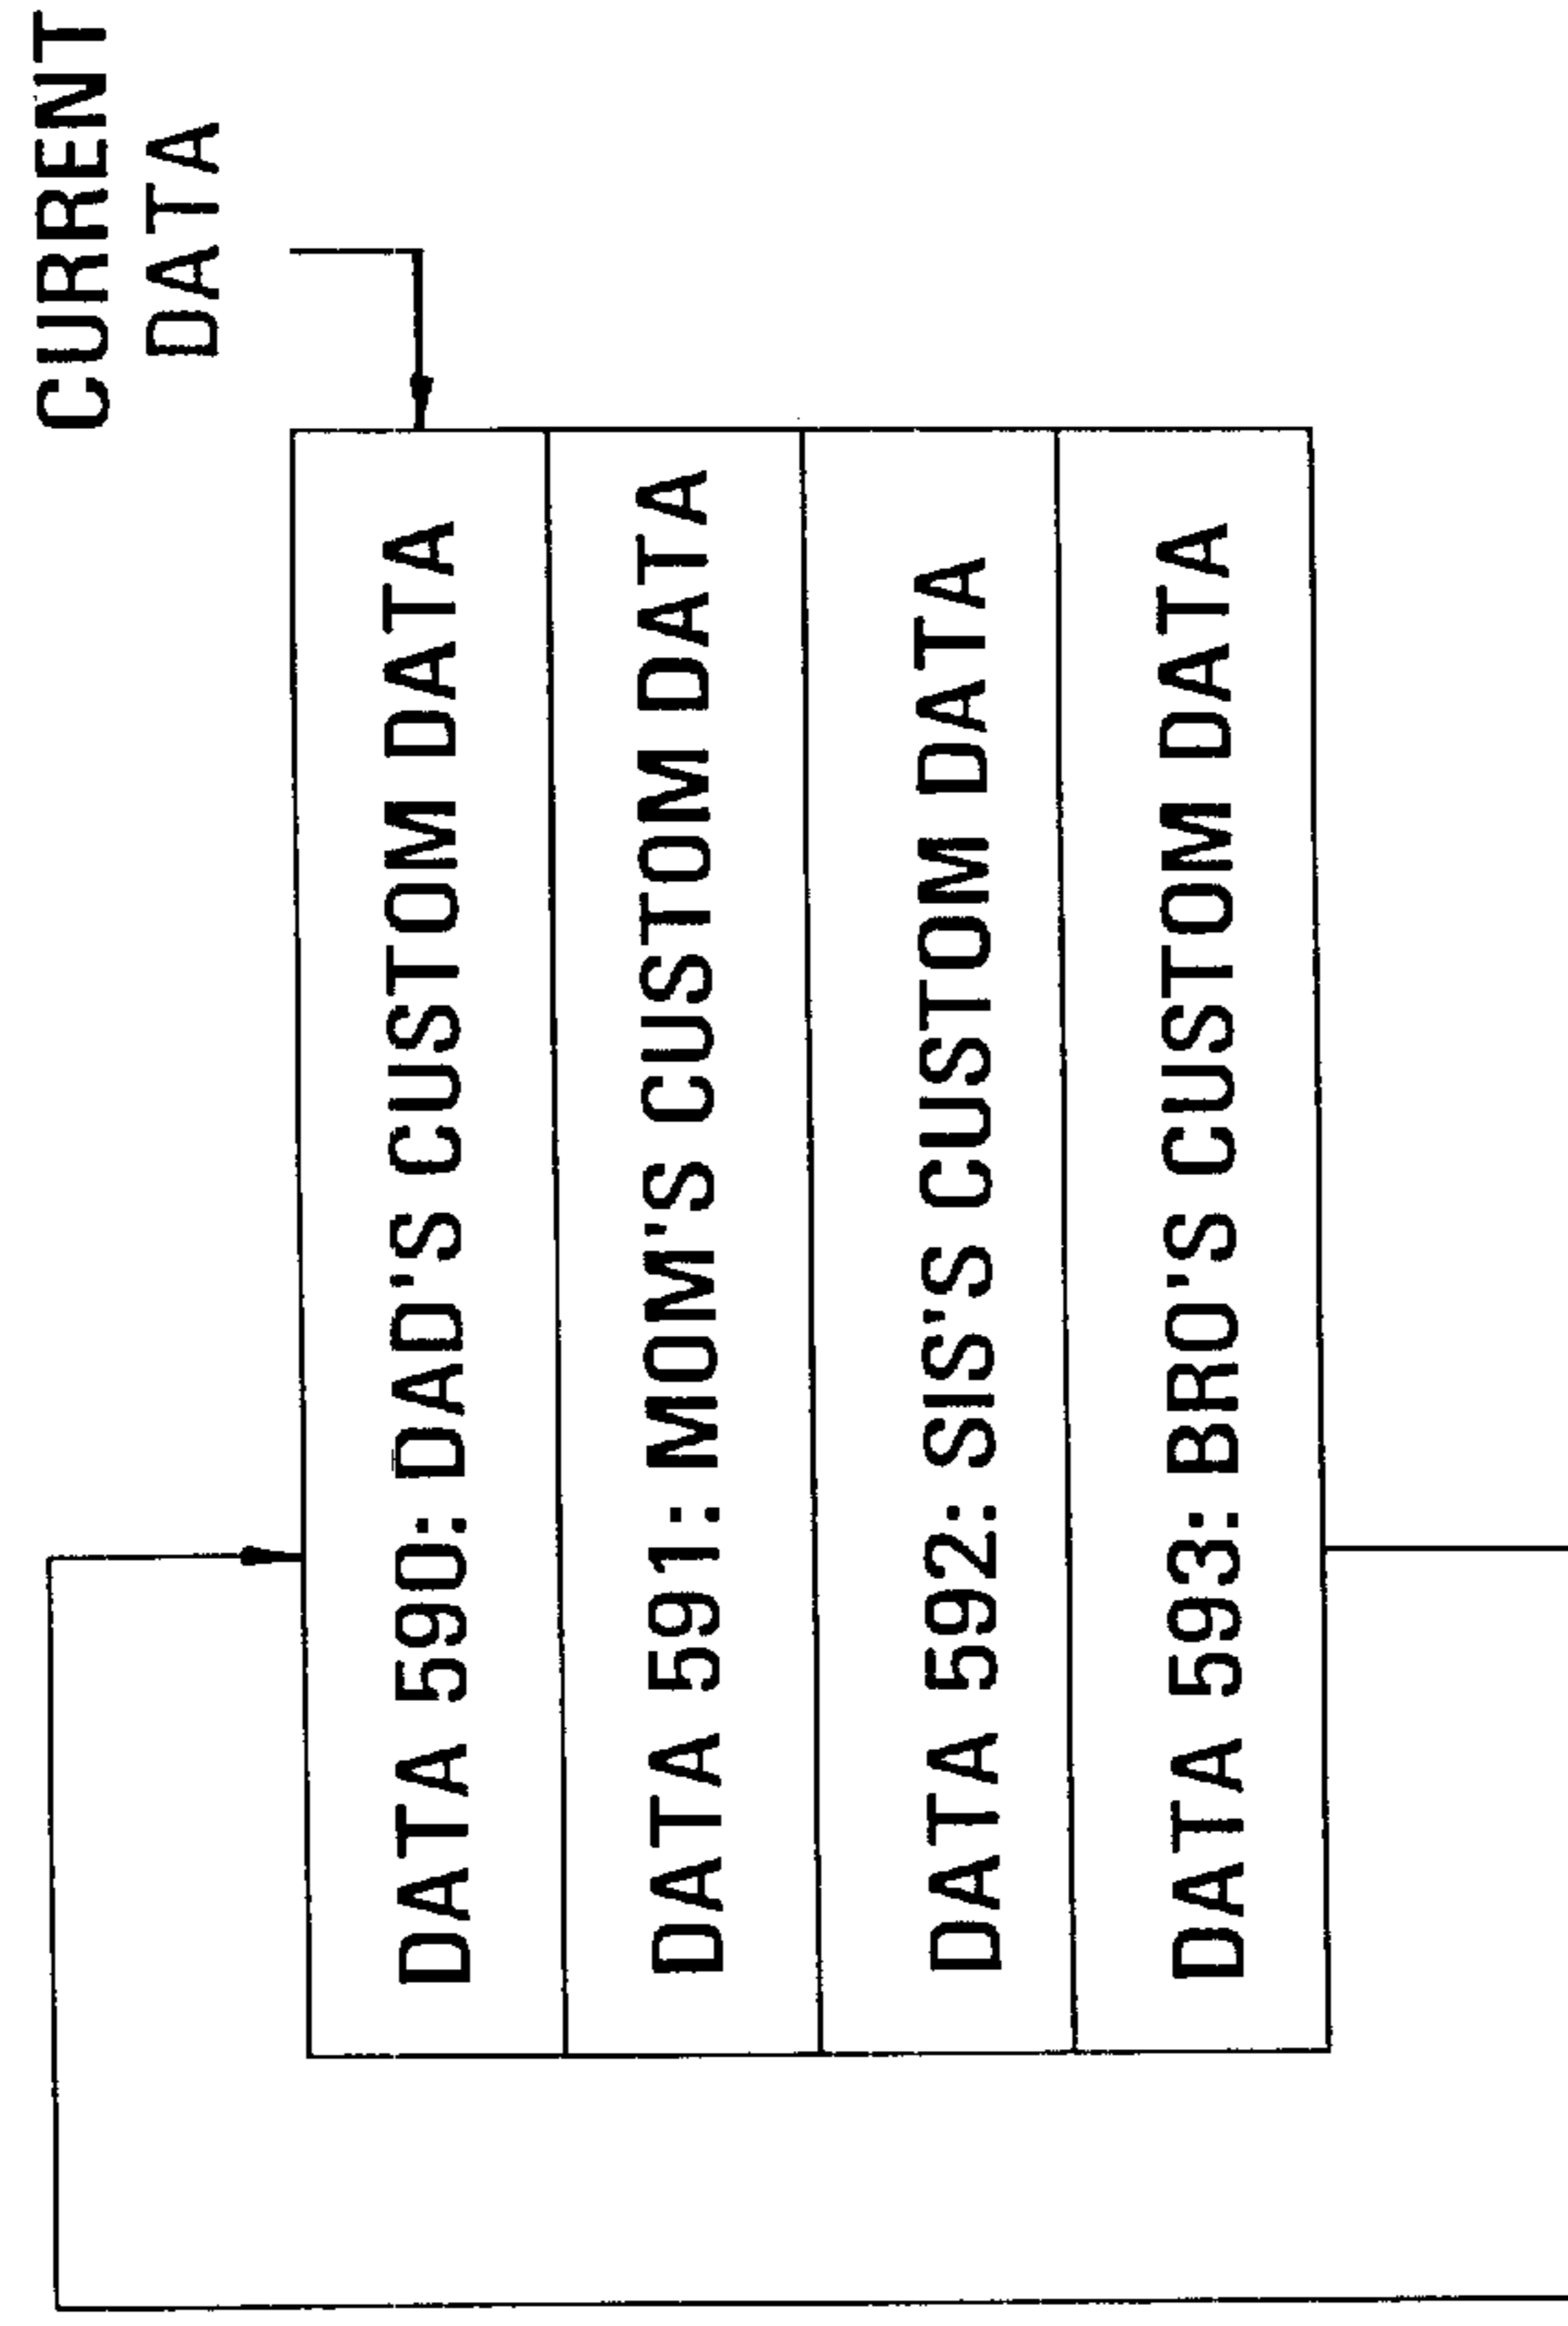 CURRENT
DATA
DATA 590: DAD'S CUSTOM DATA
DATA 591: MOM'S CUSTOM DATA
DATA 592: SIS'S CUSTOM DATA
DATA 593: BRO'S CUSTOM DATA